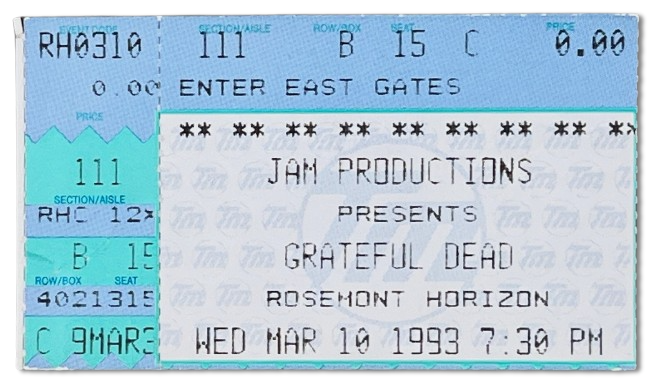 EVENT CODE SECTION/AISLE ROW/BOX SEAT PRICE
RH0310 111 B 15 C 0.00
0.00 ENTER EAST GATES
PRICE
** ** ** ** ** ** ** ** **
111 JAM PRODUCTIONS
SECTION/AISLE
RHC 12x PRESENTS
B 15 GRATEFUL DEAD
ROW/BOX SEAT
4021315 ROSEMONT HORIZON
C 9MAR3 WED MAR 10 1993 7:30 PM